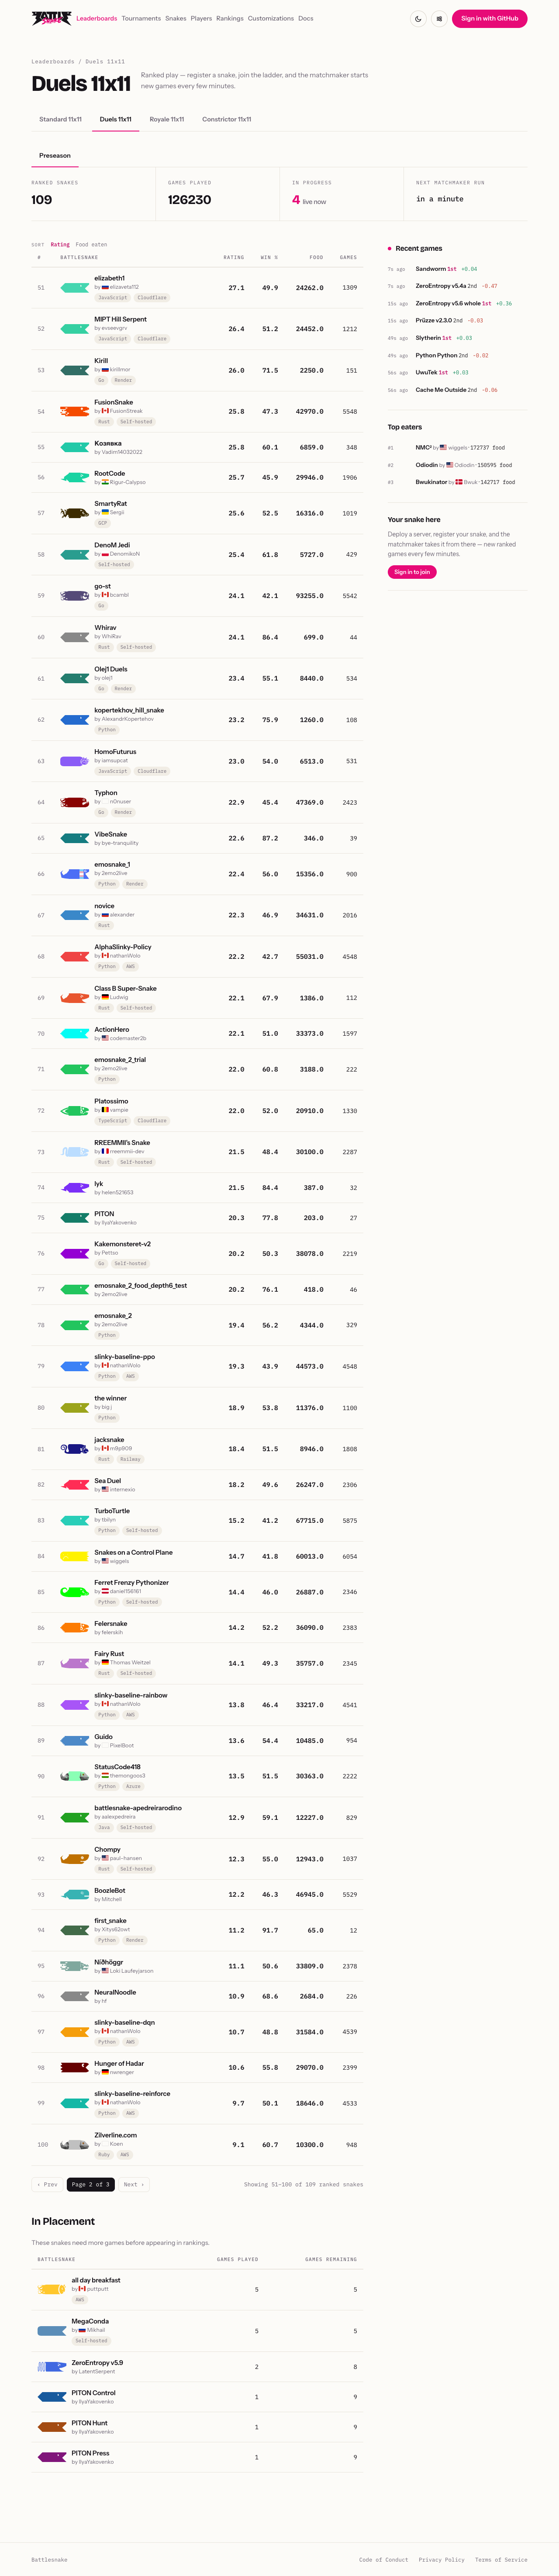 BATTLE SNAKE
Leaderboards Tournaments Snakes Players Rankings Customizations Docs
Sign in with GitHub
Leaderboards / Duels 11x11
Duels 11x11
Ranked play — register a snake, join the ladder, and the matchmaker starts
new games every few minutes.
Standard 11x11 Duels 11x11 Royale 11x11 Constrictor 11x11
Preseason
RANKED SNAKES
109
GAMES PLAYED
126230
IN PROGRESS
4 live now
NEXT MATCHMAKER RUN
in a minute
SORT Rating Food eaten
# BATTLESNAKE RATING WIN % FOOD GAMES
51 elizabeth1 27.1 49.9 24262.0 1309
by elizaveta112
JavaScript Cloudflare
52 MIPT Hill Serpent 26.4 51.2 24452.0 1212
by evseevgrv
JavaScript Cloudflare
53 Kirill 26.0 71.5 2250.0 151
by kirillmor
Go Render
54 FusionSnake 25.8 47.3 42970.0 5548
by FusionStreak
Rust Self-hosted
55 Козявка 25.8 60.1 6859.0 348
by Vadim14032022
56 RootCode 25.7 45.9 29946.0 1906
by Rigur-Calypso
57 SmartyRat 25.6 52.5 16316.0 1019
by Sergii
GCP
58 DenoM Jedi 25.4 61.8 5727.0 429
by DenomikoN
Self-hosted
59 go-st 24.1 42.1 93255.0 5542
by bcambl
Go
60 Whirav 24.1 86.4 699.0 44
by WhiRav
Rust Self-hosted
61 Olej1 Duels 23.4 55.1 8440.0 534
by olej1
Go Render
62 kopertekhov_hill_snake 23.2 75.9 1260.0 108
by AlexandrKopertehov
Python
63 HomoFuturus 23.0 54.0 6513.0 531
by iamsupcat
JavaScript Cloudflare
64 Typhon 22.9 45.4 47369.0 2423
by n0nuser
Go Render
65 VibeSnake 22.6 87.2 346.0 39
by bye-tranquility
66 emosnake_1 22.4 56.0 15356.0 900
by 2emo2live
Python Render
67 novice 22.3 46.9 34631.0 2016
by alexander
Rust
68 AlphaSlinky-Policy 22.2 42.7 55031.0 4548
by nathanWolo
Python AWS
69 Class B Super-Snake 22.1 67.9 1386.0 112
by Ludwig
Rust Self-hosted
70 ActionHero 22.1 51.0 33373.0 1597
by codemaster2b
71 emosnake_2_trial 22.0 60.8 3188.0 222
by 2emo2live
Python
72 Platossimo 22.0 52.0 20910.0 1330
by vampie
TypeScript Cloudflare
73 RREEMMII's Snake 21.5 48.4 30100.0 2287
by rreemmii-dev
Rust Self-hosted
74 lyk 21.5 84.4 387.0 32
by helen521653
75 PITON 20.3 77.8 203.0 27
by IlyaYakovenko
76 Kakemonsteret-v2 20.2 50.3 38078.0 2219
by Pettso
Go Self-hosted
77 emosnake_2_food_depth6_test 20.2 76.1 418.0 46
by 2emo2live
78 emosnake_2 19.4 56.2 4344.0 329
by 2emo2live
Python
79 slinky-baseline-ppo 19.3 43.9 44573.0 4548
by nathanWolo
Python AWS
80 the winner 18.9 53.8 11376.0 1100
by big j
Python
81 jacksnake 18.4 51.5 8946.0 1808
by m9p909
Rust Railway
82 Sea Duel 18.2 49.6 26247.0 2306
by internexio
83 TurboTurtle 15.2 41.2 67715.0 5875
by tlslyn
Python Self-hosted
84 Snakes on a Control Plane 14.7 41.8 60013.0 6054
by wiggels
85 Ferret Frenzy Pythonizer 14.4 46.0 26887.0 2346
by daniel156161
Python Self-hosted
86 Felersnake 14.2 52.2 36090.0 2383
by felerskih
87 Fairy Rust 14.1 49.3 35757.0 2345
by Thomas Weitzel
Rust Self-hosted
88 slinky-baseline-rainbow 13.8 46.4 33217.0 4541
by nathanWolo
Python AWS
89 Guido 13.6 54.4 10485.0 954
by PixelBoot
90 StatusCode418 13.5 51.5 30363.0 2222
by themongoos3
Python Azure
91 battlesnake-apedreirarodino 12.9 59.1 12227.0 829
by aalexpedreira
Java Self-hosted
92 Chompy 12.3 55.0 12943.0 1037
by paul-hansen
Rust Self-hosted
93 BoozleBot 12.2 46.3 46945.0 5529
by Mitchell
94 first_snake 11.2 91.7 65.0 12
by Xitys62owt
Python Render
95 Níðhöggr 11.1 50.6 33809.0 2378
by Loki Laufeyjarson
96 NeuralNoodle 10.9 68.6 2684.0 226
by hf
97 slinky-baseline-dqn 10.7 48.8 31584.0 4539
by nathanWolo
Python AWS
98 Hunger of Hadar 10.6 55.8 29070.0 2399
by nerenger
99 slinky-baseline-reinforce 9.7 50.1 18646.0 4533
by nathanWolo
Python AWS
100 Zilverline.com 9.1 60.7 10300.0 948
by Koen
Ruby AWS
‹ Prev Page 2 of 3 Next › Showing 51–100 of 109 ranked snakes
Recent games
7s ago Sandworm 1st +0.04
7s ago ZeroEntropy v5.4a 2nd -0.47
15s ago ZeroEntropy v5.6 whole 1st +0.36
15s ago Prüzze v2.3.0 2nd -0.03
49s ago Slytherin 1st +0.03
49s ago Python Python 2nd -0.02
56s ago UwuTek 1st +0.03
56s ago Cache Me Outside 2nd -0.06
Top eaters
#1 NMC² by wiggels · 172737 food
#2 Odiodin by Odiodin · 150595 food
#3 Bwukinator by Bwuk · 142717 food
Your snake here
Deploy a server, register your snake, and the
matchmaker takes it from there — new ranked
games every few minutes.
Sign in to join
In Placement
These snakes need more games before appearing in rankings.
BATTLESNAKE GAMES PLAYED GAMES REMAINING
all day breakfast 5 5
by puttputt
AWS
MegaConda 5 5
by Mikhail
Self-hosted
ZeroEntropy v5.9 2 8
by LatentSerpent
PITON Control 1 9
by IlyaYakovenko
PITON Hunt 1 9
by IlyaYakovenko
PITON Press 1 9
by IlyaYakovenko
Battlesnake Code of Conduct Privacy Policy Terms of Service